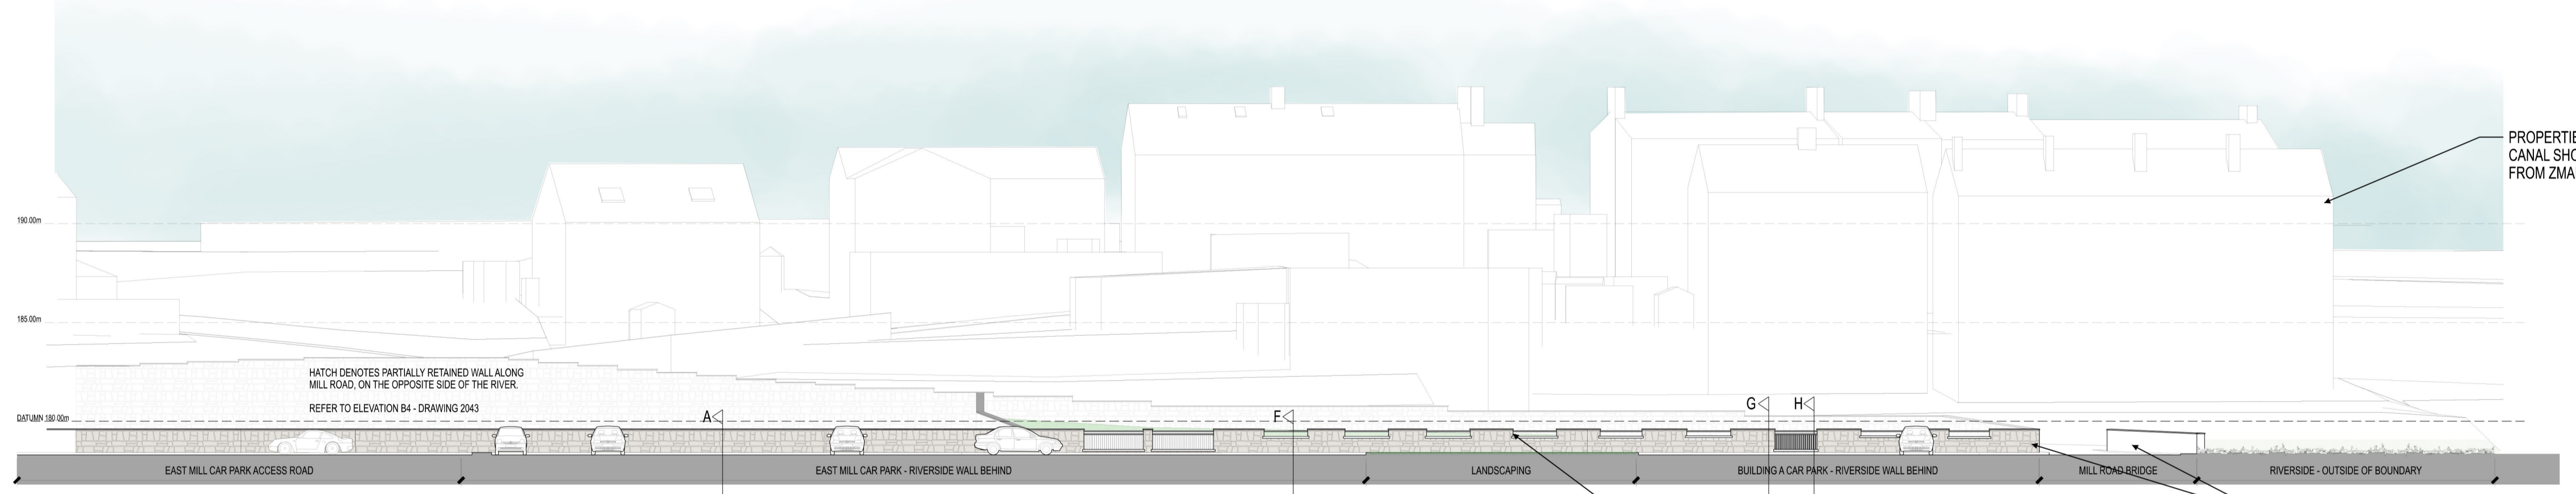 PROPERTIE
CANAL SHO
FROM ZMA
190.00m
185.00m
HATCH DENOTES PARTIALLY RETAINED WALL ALONG
MILL ROAD, ON THE OPPOSITE SIDE OF THE RIVER.
REFER TO ELEVATION B4 - DRAWING 2043
DATUMN 180.00m
A
F
G
H
EAST MILL CAR PARK ACCESS ROAD
EAST MILL CAR PARK - RIVERSIDE WALL BEHIND
LANDSCAPING
BUILDING A CAR PARK - RIVERSIDE WALL BEHIND
MILL ROAD BRIDGE
RIVERSIDE - OUTSIDE OF BOUNDARY